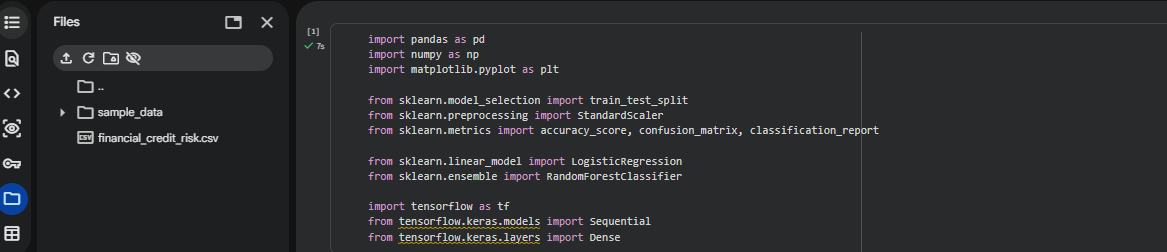 Files
..
sample_data
CSV
financial_credit_risk.csv
[1]
7s
import pandas as pd
import numpy as np
import matplotlib.pyplot as plt
from sklearn.model_selection import train_test_split
from sklearn.preprocessing import StandardScaler
from sklearn.metrics import accuracy_score, confusion_matrix, classification_report
from sklearn.linear_model import LogisticRegression
from sklearn.ensemble import RandomForestClassifier
import tensorflow as tf
from tensorflow.keras.models import Sequential
from tensorflow.keras.layers import Dense